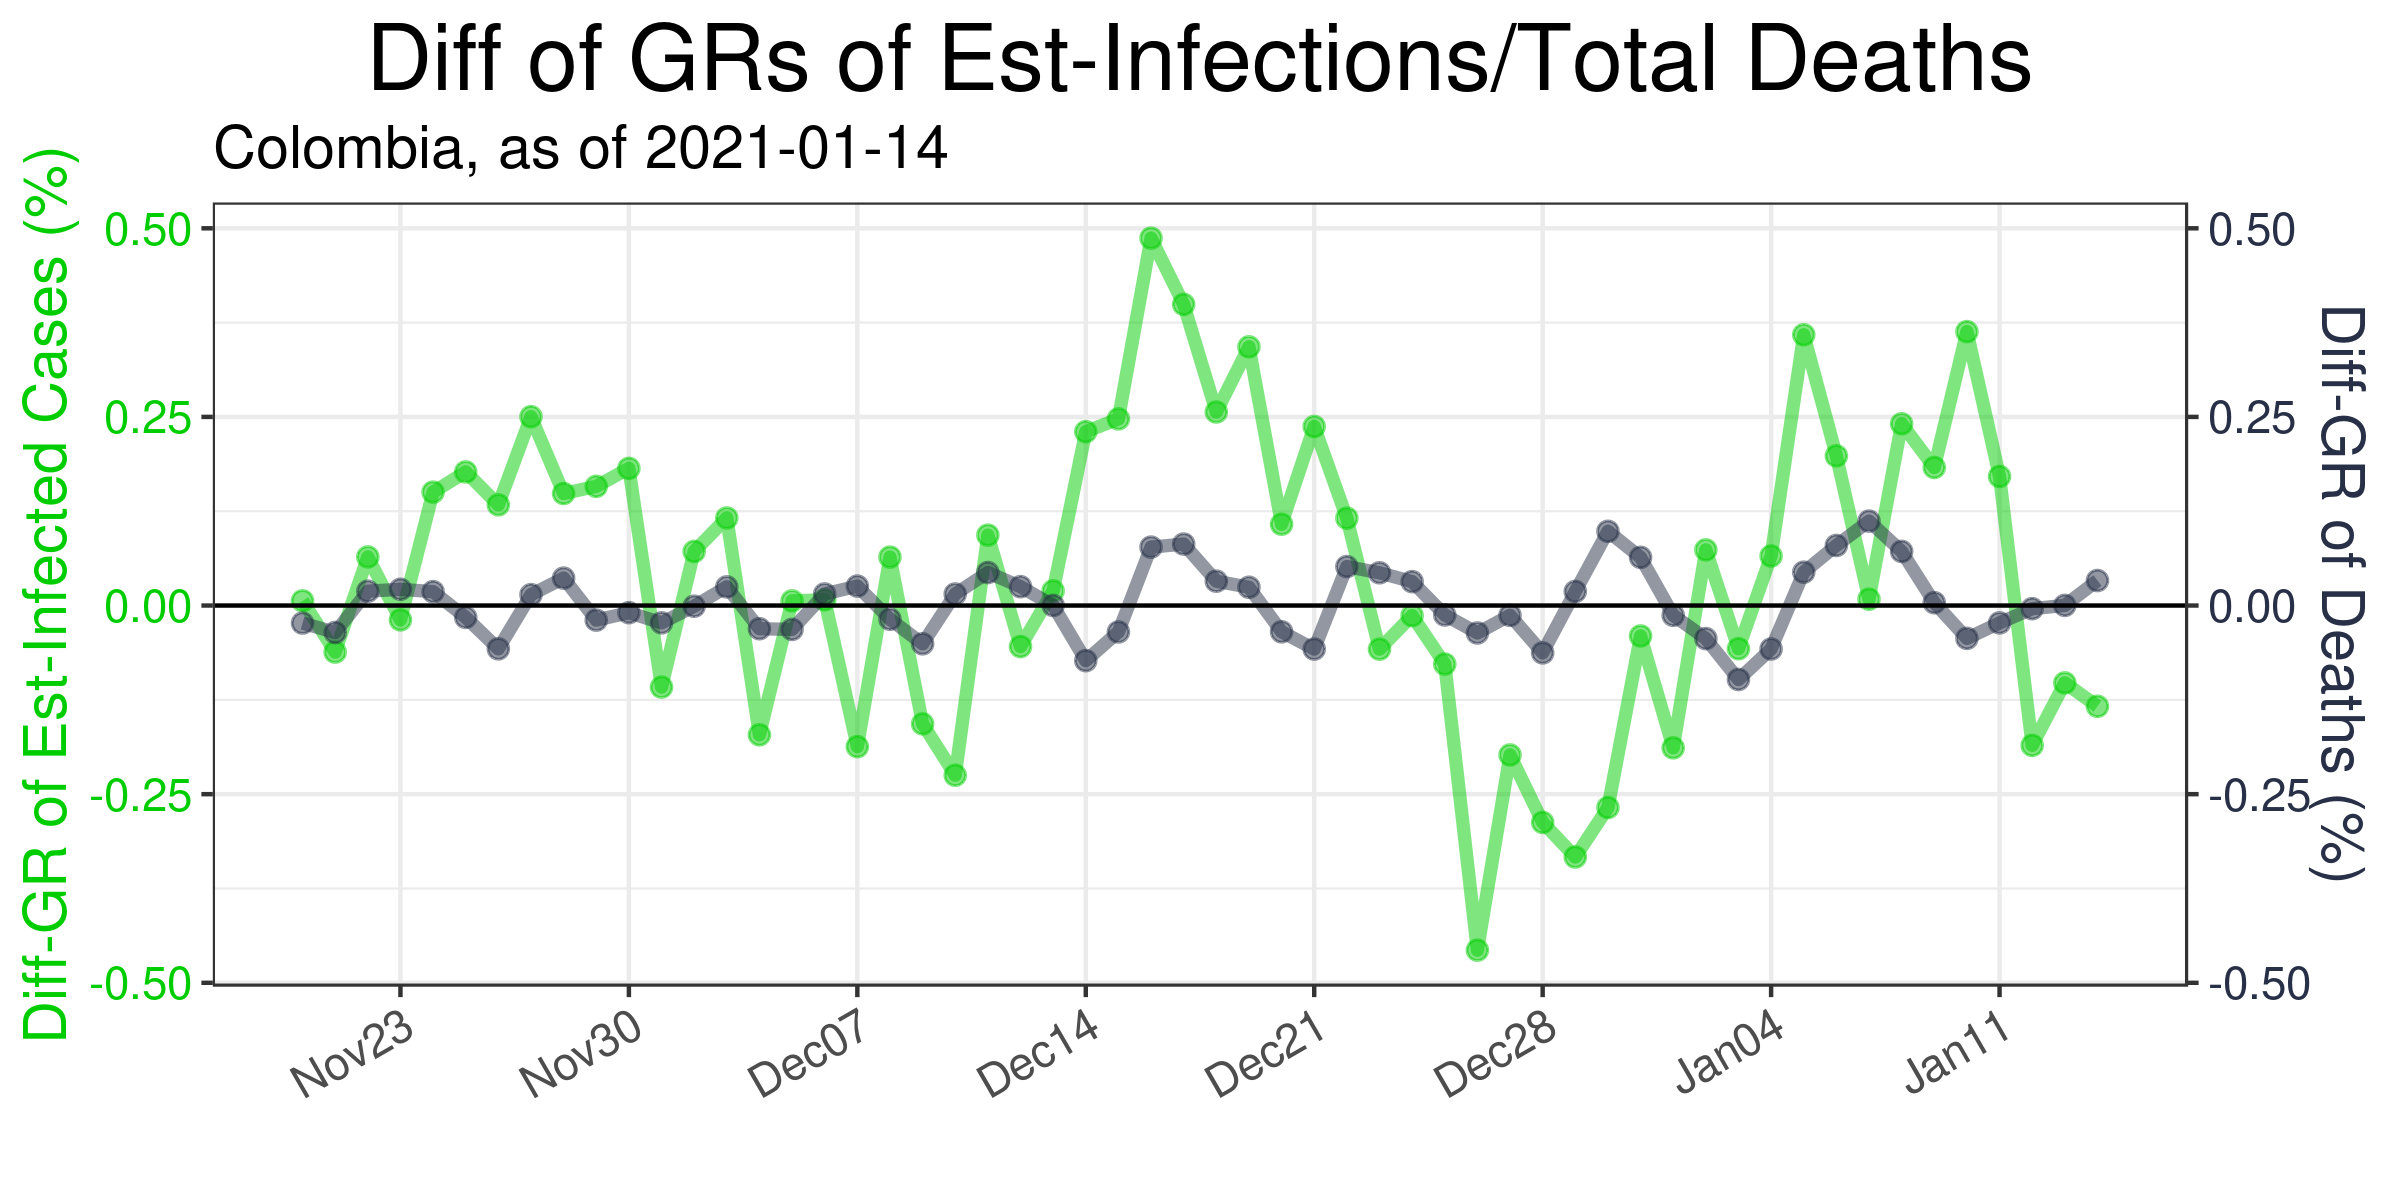 Diff of GRs of Est-Infections/Total Deaths
Colombia, as of 2021-01-14
Diff-GR of Est-Infected Cases (%)
0.50
0.25
0.00
-0.25
-0.50
0.50
0.25
0.00
-0.25
-0.50
Diff-GR of Deaths (%)
Nov23
Nov30
Dec07
Dec14
Dec21
Dec28
Jan04
Jan11